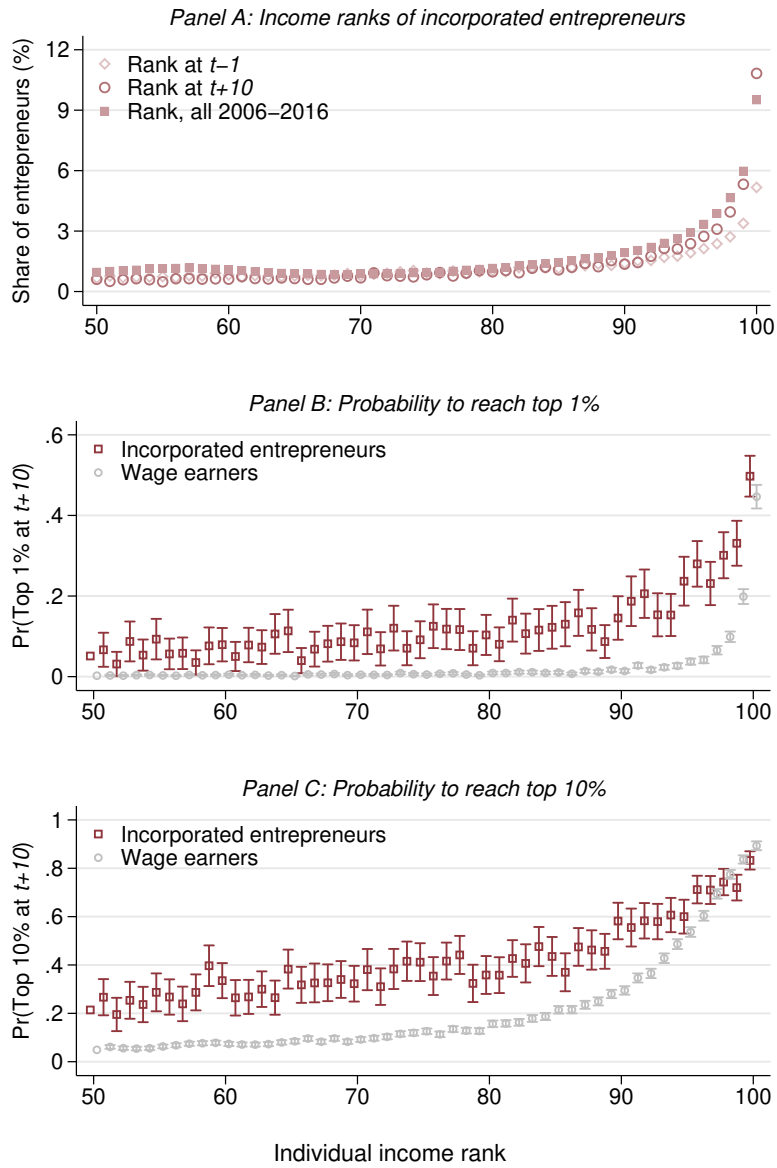 Panel A: Income ranks of incorporated entrepreneurs
Share of entrepreneurs (%)
12
9
6
3
0
Rank at t−1
Rank at t+10
Rank, all 2006−2016
50 60 70 80 90 100
Panel B: Probability to reach top 1%
Pr(Top 1% at t+10)
.6
.4
.2
0
Incorporated entrepreneurs
Wage earners
50 60 70 80 90 100
Panel C: Probability to reach top 10%
Pr(Top 10% at t+10)
1
.8
.6
.4
.2
0
Incorporated entrepreneurs
Wage earners
50 60 70 80 90 100
Individual income rank